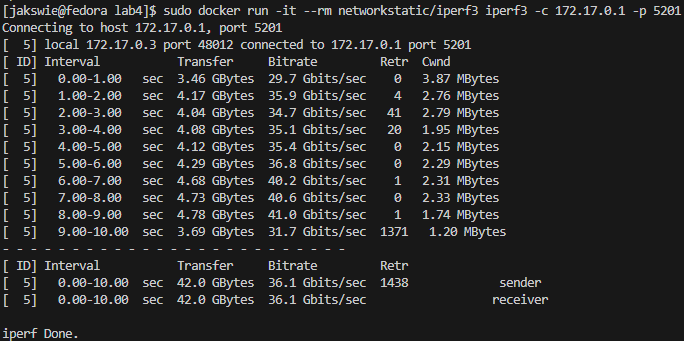 [jakswie@fedora lab4]$ sudo docker run -it --rm networkstatic/iperf3 iperf3 -c 172.17.0.1 -p 5201
Connecting to host 172.17.0.1, port 5201
[  5] local 172.17.0.3 port 48012 connected to 172.17.0.1 port 5201
[ ID] Interval           Transfer     Bitrate         Retr  Cwnd
[  5]   0.00-1.00   sec  3.46 GBytes  29.7 Gbits/sec    0   3.87 MBytes
[  5]   1.00-2.00   sec  4.17 GBytes  35.9 Gbits/sec    4   2.76 MBytes
[  5]   2.00-3.00   sec  4.04 GBytes  34.7 Gbits/sec   41   2.79 MBytes
[  5]   3.00-4.00   sec  4.08 GBytes  35.1 Gbits/sec   20   1.95 MBytes
[  5]   4.00-5.00   sec  4.12 GBytes  35.4 Gbits/sec    0   2.15 MBytes
[  5]   5.00-6.00   sec  4.29 GBytes  36.8 Gbits/sec    0   2.29 MBytes
[  5]   6.00-7.00   sec  4.68 GBytes  40.2 Gbits/sec    1   2.31 MBytes
[  5]   7.00-8.00   sec  4.73 GBytes  40.6 Gbits/sec    0   2.33 MBytes
[  5]   8.00-9.00   sec  4.78 GBytes  41.0 Gbits/sec    1   1.74 MBytes
[  5]   9.00-10.00  sec  3.69 GBytes  31.7 Gbits/sec  1371   1.20 MBytes
- - - - - - - - - - - - - - - - - - - - - - - - -
[ ID] Interval           Transfer     Bitrate         Retr
[  5]   0.00-10.00  sec  42.0 GBytes  36.1 Gbits/sec  1438             sender
[  5]   0.00-10.00  sec  42.0 GBytes  36.1 Gbits/sec                  receiver
iperf Done.